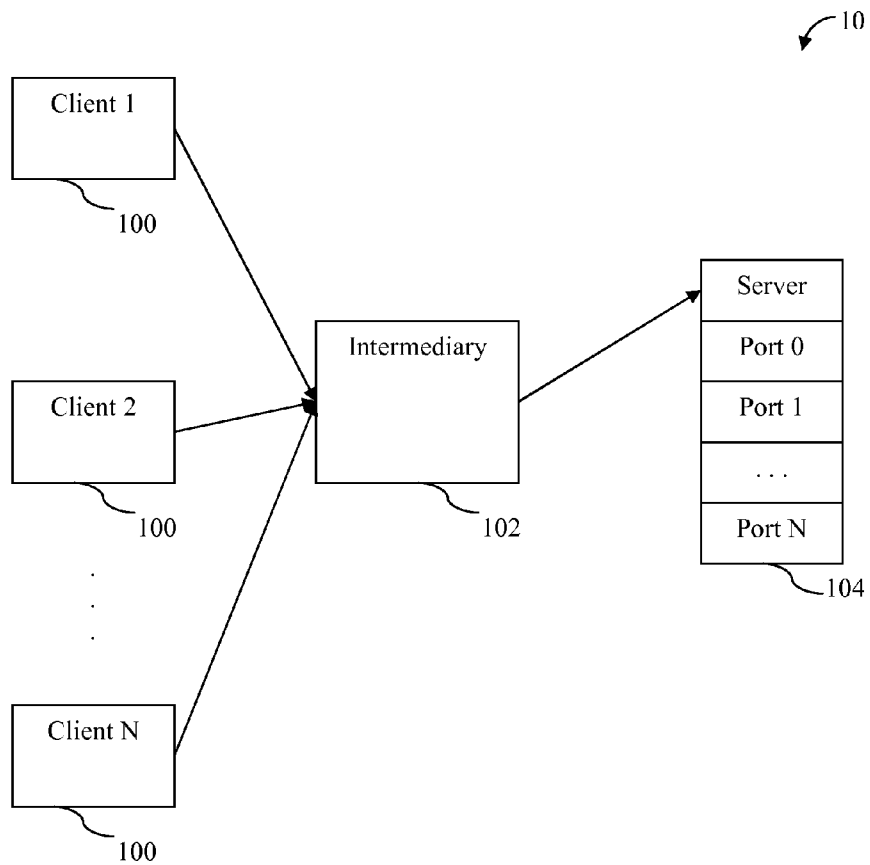 10
Client 1
100
Server
Intermediary
Port 0
Client 2
Port 1
. . .
100
102
Port N
104
.
.
.
Client N
100